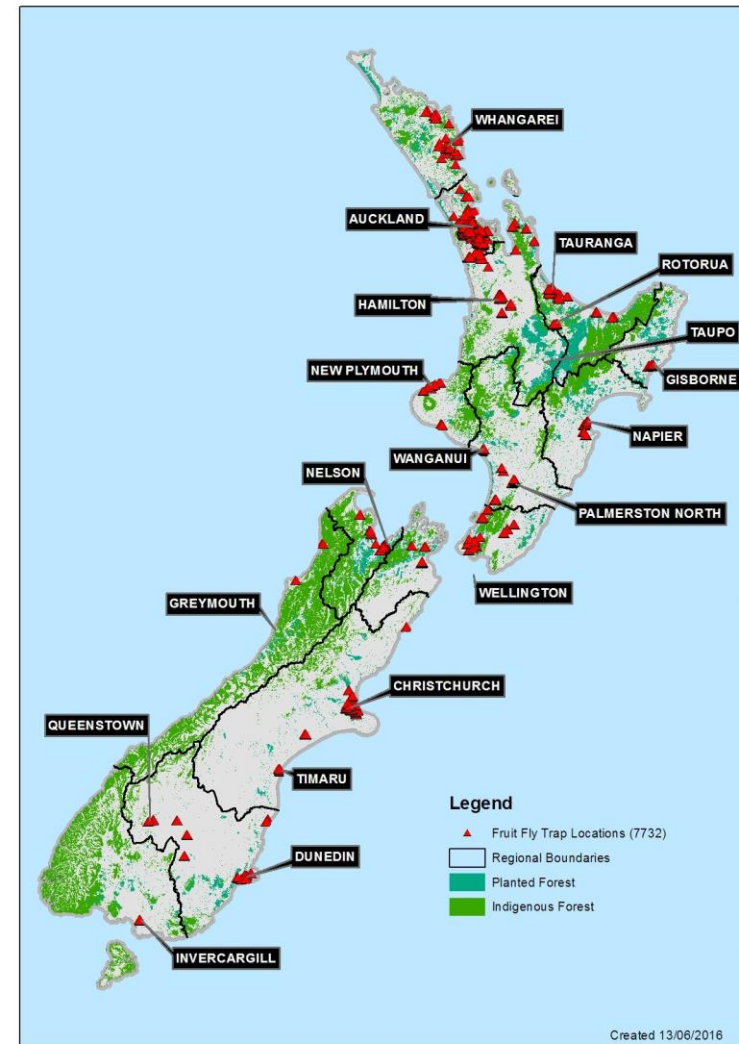 WHANGAREI
AUCKLAND
TAURANGA
ROTORUA
HAMILTON
TAUPO
NEW PLYMOUTH
GISBORNE
NAPIER
WANGANUI
NELSON
PALMERSTON NORTH
WELLINGTON
GREYMOUTH
CHRISTCHURCH
QUEENSTOWN
TIMARU
Legend
Fruit Fly Trap Locations (7732)
Regional Boundaries
Planted Forest
Indigenous Forest
DUNEDIN
INVERCARGILL
Created 13/06/2016